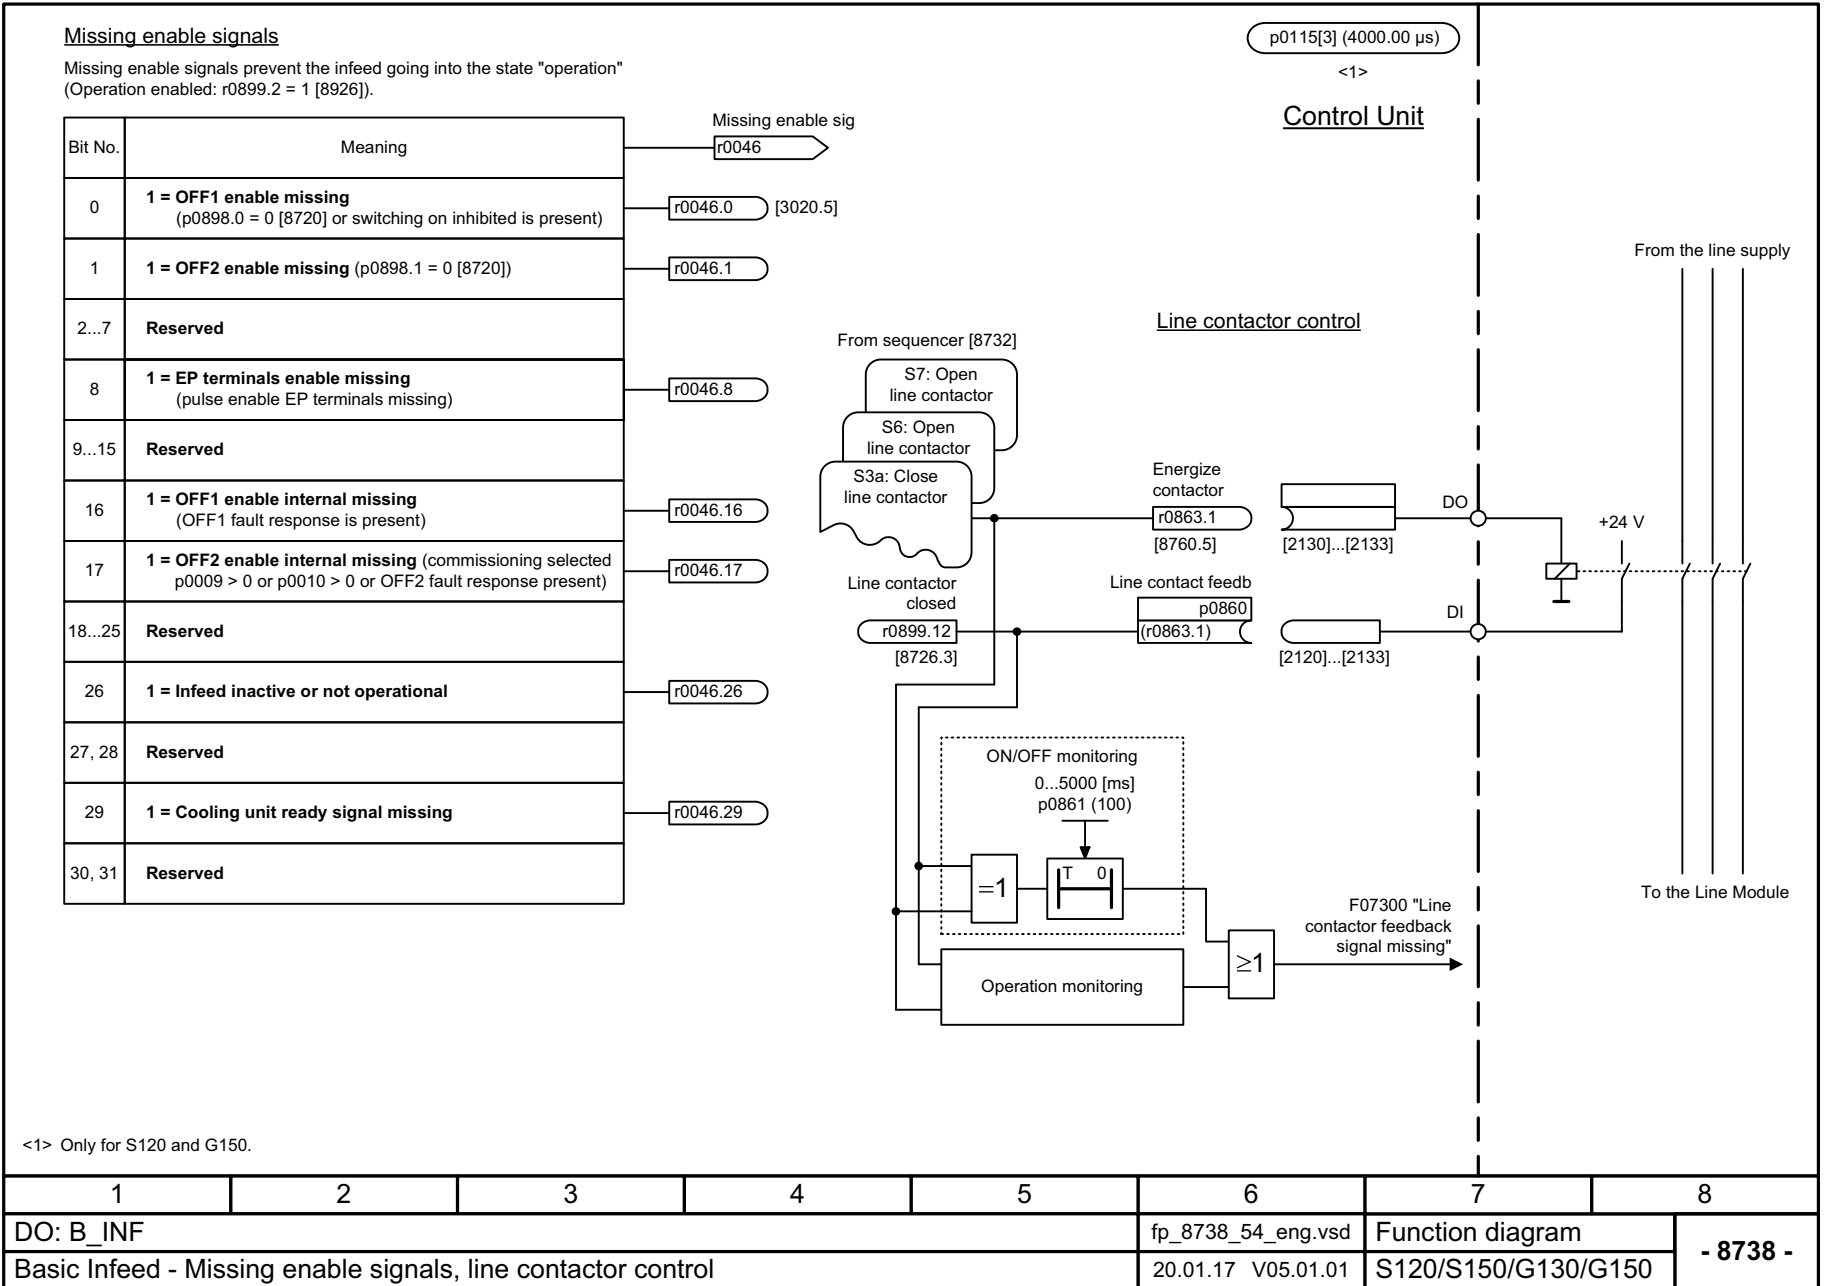 Missing enable signals
Missing enable signals prevent the infeed going into the state "operation"
(Operation enabled: r0899.2 = 1 [8926]).
p0115[3] (4000.00 µs)
<1>
Control Unit
Bit No.
Meaning
Missing enable sig
r0046
0
1 = OFF1 enable missing
(p0898.0 = 0 [8720] or switching on inhibited is present)
r0046.0
[3020.5]
1
1 = OFF2 enable missing (p0898.1 = 0 [8720])
r0046.1
2...7
Reserved
8
1 = EP terminals enable missing
(pulse enable EP terminals missing)
r0046.8
9...15
Reserved
16
1 = OFF1 enable internal missing
(OFF1 fault response is present)
r0046.16
17
1 = OFF2 enable internal missing (commissioning selected
p0009 > 0 or p0010 > 0 or OFF2 fault response present)
r0046.17
18...25
Reserved
26
1 = Infeed inactive or not operational
r0046.26
27, 28
Reserved
29
1 = Cooling unit ready signal missing
r0046.29
30, 31
Reserved
From the line supply
Line contactor control
From sequencer [8732]
S7: Open
line contactor
S6: Open
line contactor
S3a: Close
line contactor
Energize
contactor
r0863.1
[8760.5]
[2130]...[2133]
DO
+24 V
Line contactor
closed
r0899.12
[8726.3]
Line contact feedb
p0860
(r0863.1)
[2120]...[2133]
DI
ON/OFF monitoring
0...5000 [ms]
p0861 (100)
=1
T 0
Operation monitoring
≥1
F07300 "Line
contactor feedback
signal missing"
To the Line Module
<1> Only for S120 and G150.
1 2 3 4 5 6 7 8
DO: B_INF
fp_8738_54_eng.vsd
Function diagram
- 8738 -
Basic Infeed - Missing enable signals, line contactor control
20.01.17 V05.01.01
S120/S150/G130/G150